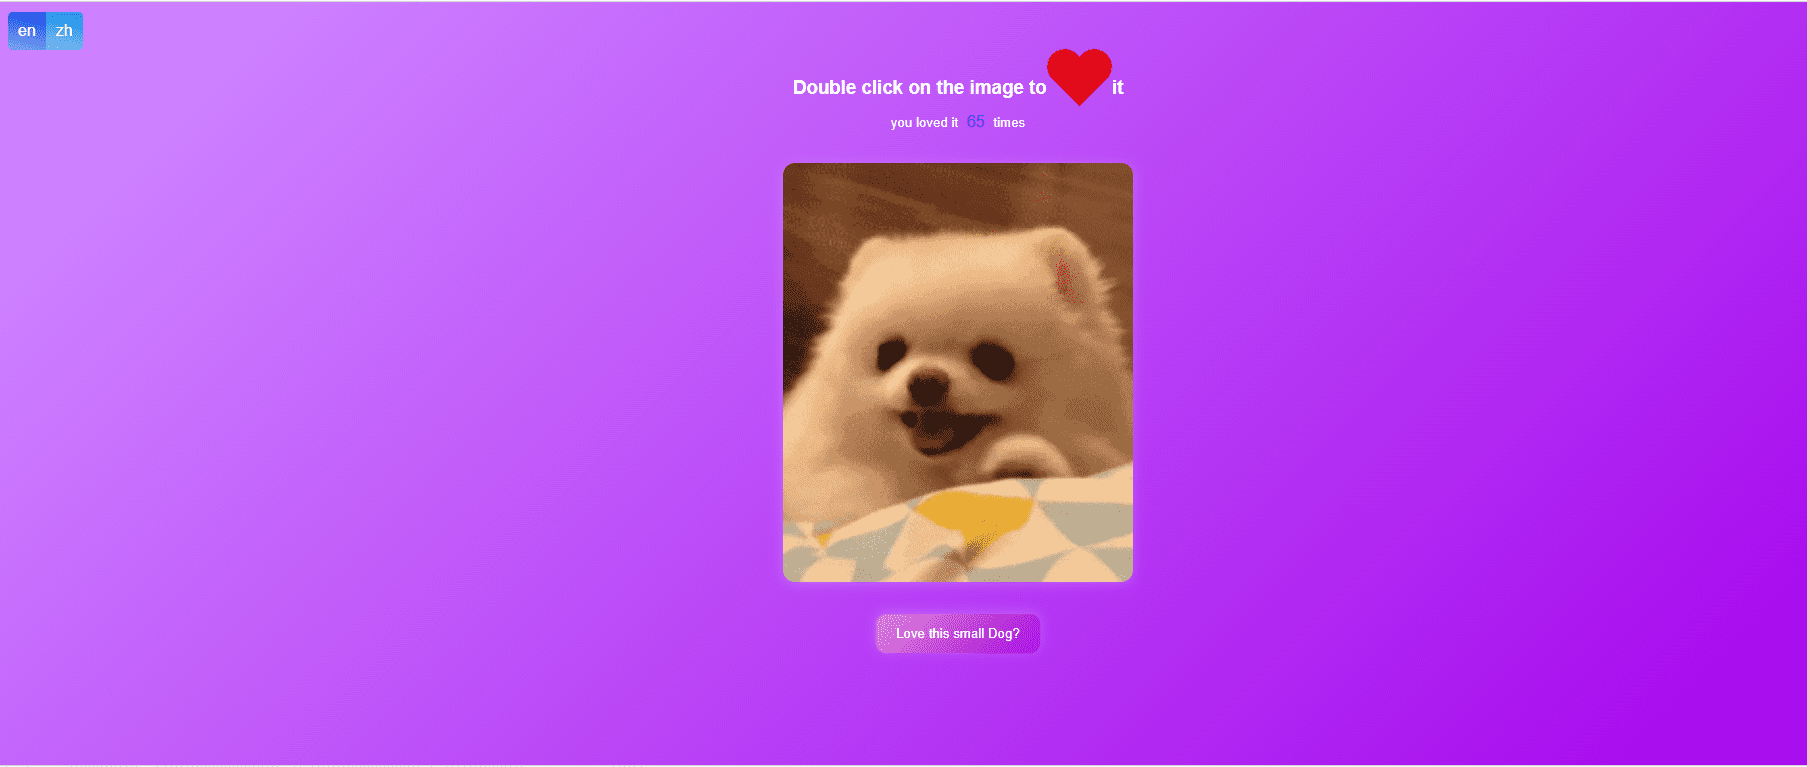 en zh
Double click on the image to it
you loved it 65 times
Love this small Dog?